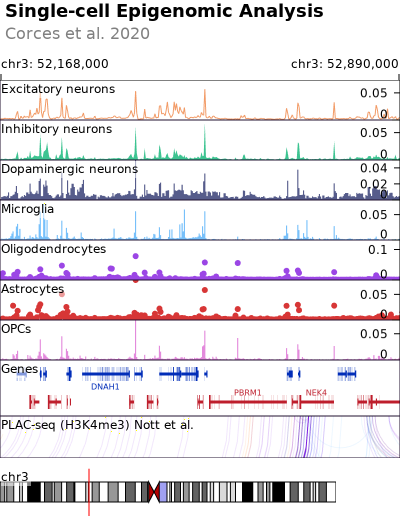 Single-cell Epigenomic Analysis
Corces et al. 2020
chr3: 52,168,000 chr3: 52,890,000
Excitatory neurons 0.05
0
Inhibitory neurons 0.05
0
Dopaminergic neurons 0.04
0.02
0
Microglia 0.05
0
Oligodendrocytes 0.1
0
Astrocytes 0.05
0
OPCs 0.05
0
Genes
DNAH1
PBRM1 NEK4
PLAC-seq (H3K4me3) Nott et al.
chr3